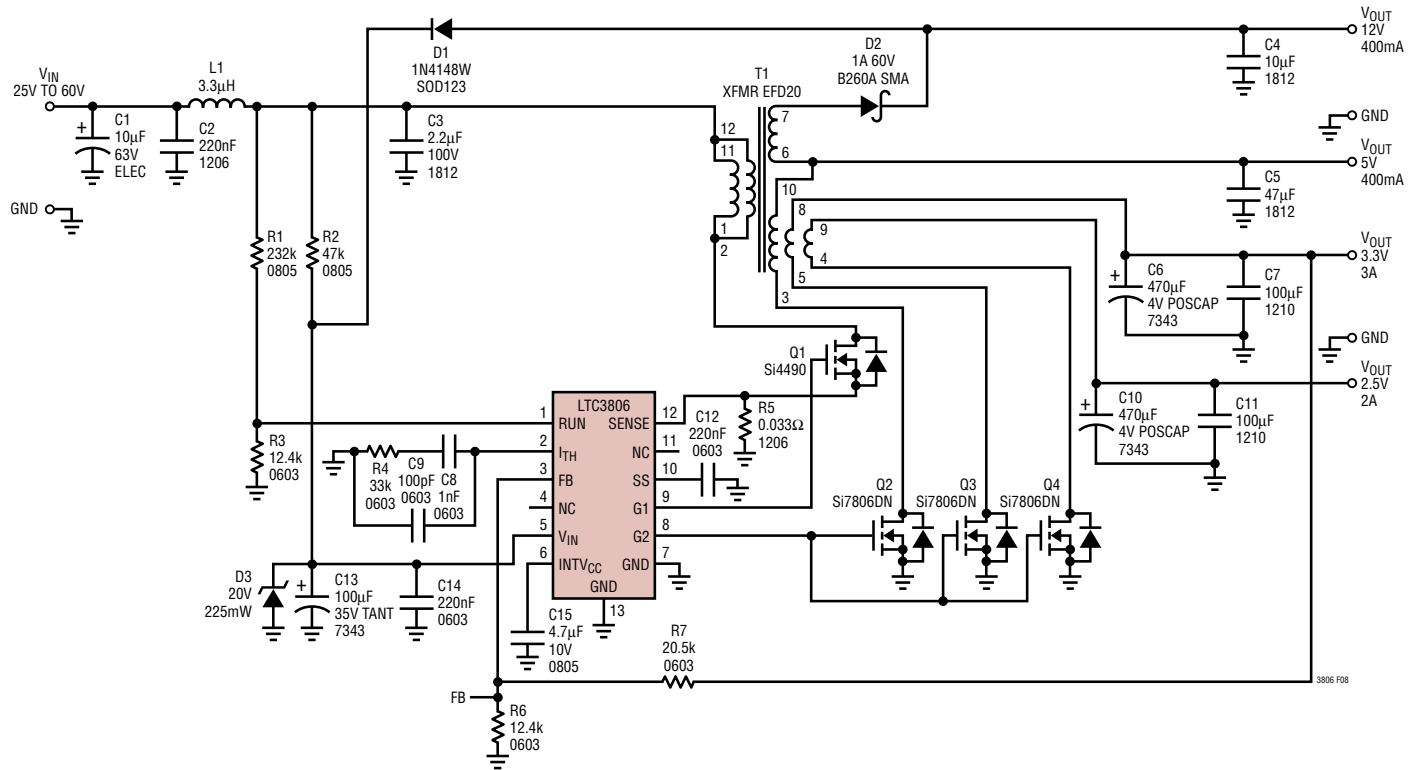 V_IN
25V TO 60V
L1
3.3μH
D1
1N4148W
SOD123
D2
1A 60V
B260A SMA
T1
XFMR EFD20
V_OUT
12V
400mA
C4
10μF
1812
GND
V_OUT
5V
400mA
C5
47μF
1812
+
C1
10μF
63V
ELEC
C2
220nF
1206
C3
2.2μF
100V
1812
GND
R1
232k
0805
R2
47k
0805
12
11
1
2
7
6
10
8
9
4
5
3
V_OUT
3.3V
3A
+
C6
470μF
4V POSCAP
7343
C7
100μF
1210
GND
V_OUT
2.5V
2A
+
C10
470μF
4V POSCAP
7343
C11
100μF
1210
Q1
Si4490
R5
0.033Ω
1206
C12
220nF
0603
LTC3806
1
RUN
2
I_TH
3
FB
4
NC
5
V_IN
6
INTV_CC
SENSE
12
NC
11
SS
10
G1
9
G2
8
GND
7
GND
13
R3
12.4k
0603
R4
33k
0603
C9
100pF
0603
C8
1nF
0603
Q2
Si7806DN
Q3
Si7806DN
Q4
Si7806DN
D3
20V
225mW
+
C13
100μF
35V TANT
7343
C14
220nF
0603
C15
4.7μF
10V
0805
R7
20.5k
0603
FB
R6
12.4k
0603
3806 F08